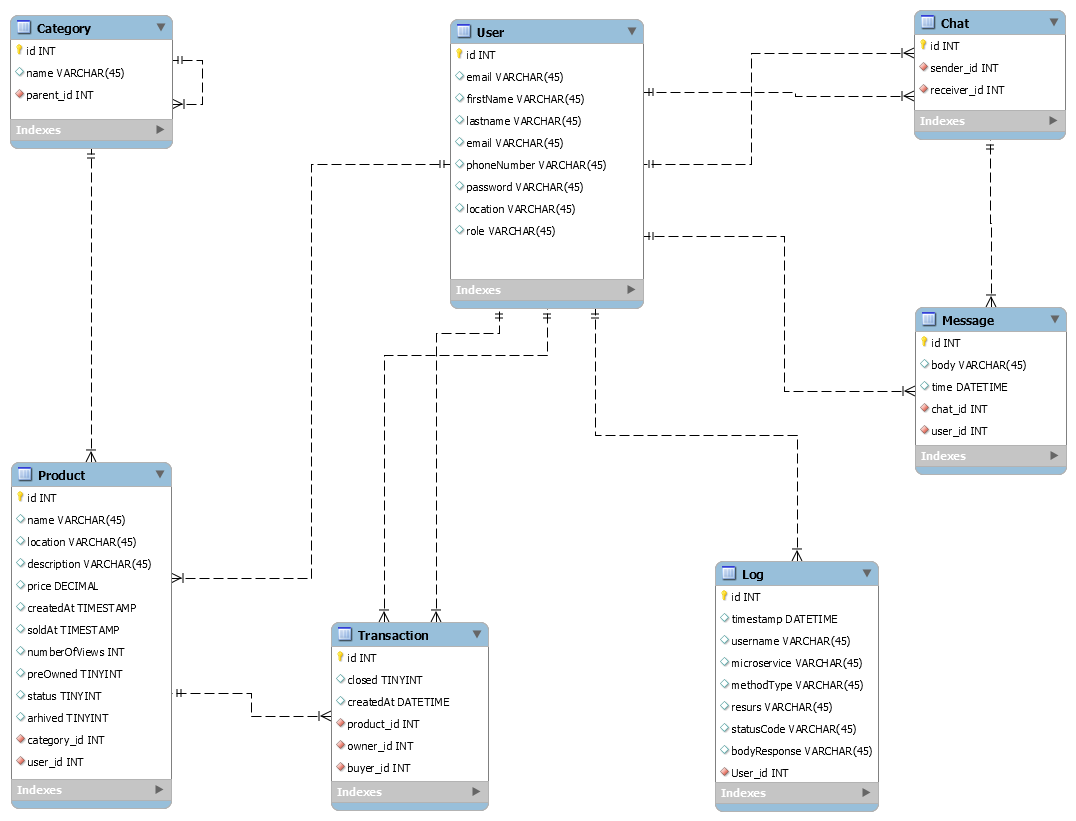 Category
id INT
name VARCHAR(45)
parent_id INT
Indexes
User
id INT
email VARCHAR(45)
firstName VARCHAR(45)
lastname VARCHAR(45)
email VARCHAR(45)
phoneNumber VARCHAR(45)
password VARCHAR(45)
location VARCHAR(45)
role VARCHAR(45)
Indexes
Chat
id INT
sender_id INT
receiver_id INT
Indexes
Message
id INT
body VARCHAR(45)
time DATETIME
chat_id INT
user_id INT
Indexes
Product
id INT
name VARCHAR(45)
location VARCHAR(45)
description VARCHAR(45)
price DECIMAL
createdAt TIMESTAMP
soldAt TIMESTAMP
numberOfViews INT
preOwned TINYINT
status TINYINT
arhived TINYINT
category_id INT
user_id INT
Indexes
Transaction
id INT
closed TINYINT
createdAt DATETIME
product_id INT
owner_id INT
buyer_id INT
Indexes
Log
id INT
timestamp DATETIME
username VARCHAR(45)
microservice VARCHAR(45)
methodType VARCHAR(45)
resurs VARCHAR(45)
statusCode VARCHAR(45)
bodyResponse VARCHAR(45)
User_id INT
Indexes